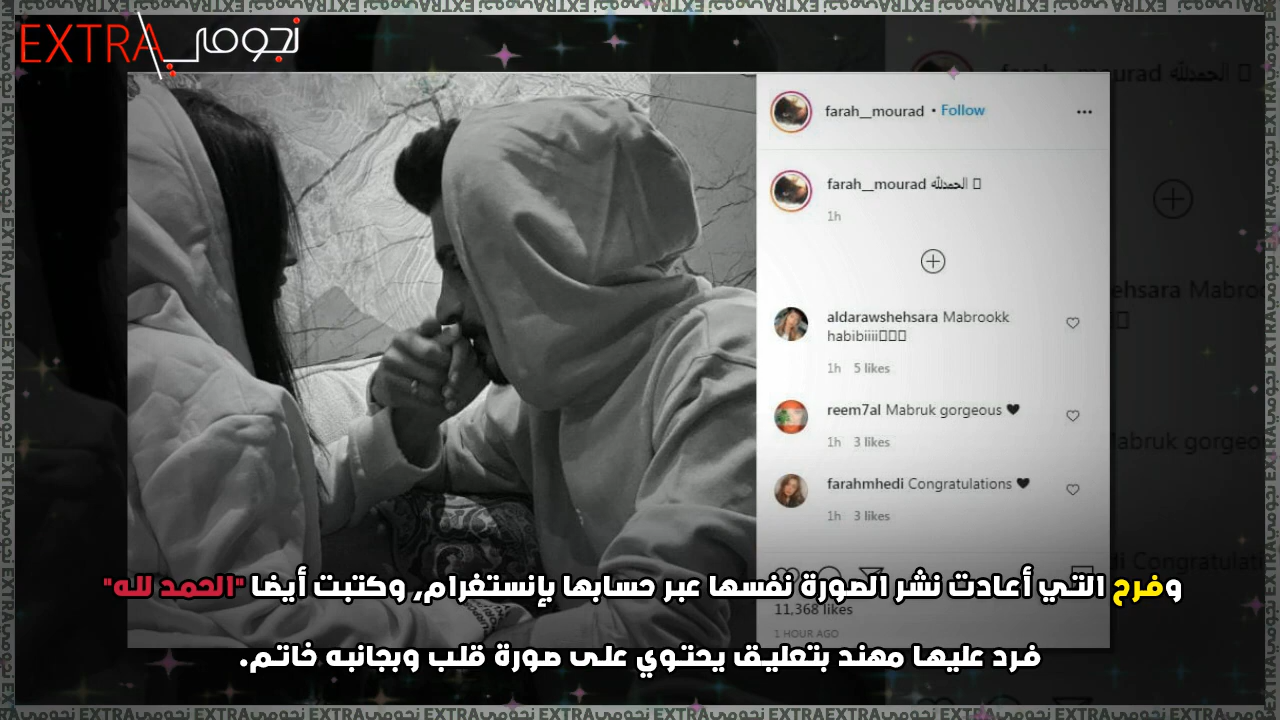 EXTRA نجومي
farah__mourad • Follow
farah__mourad الحمدلله
1h
aldarawshehsara Mabrookk
habibiiii
1h 5 likes
reem7al Mabruk gorgeous 🖤
1h 3 likes
farahmhedi Congratulations 🖤
1h 3 likes
11,368 likes
1 HOUR AGO
وفرح التي أعادت نشر الصورة نفسها عبر حسابها بإنستغرام, وكتبت أيضا "الحمد لله"
فرد عليها مهند بتعليق يحتوي على صورة قلب وبجانبه خاتم.